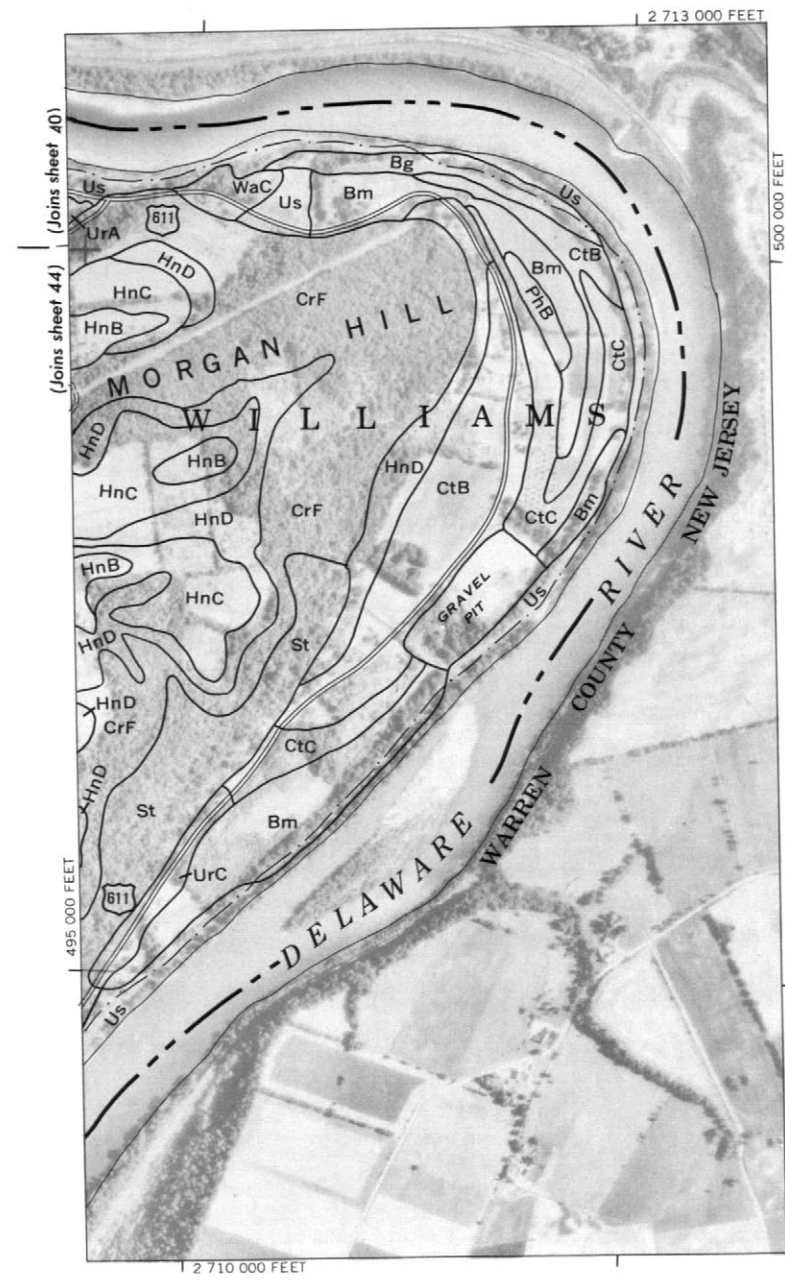 2 713 000 FEET
(Joins sheet 40)
(Joins sheet 44)
500 000 FEET
495 000 FEET
2 710 000 FEET
Us
611
UrA
WaC
Us
Bm
Bg
Us
CtB
Bm
PhB
CtC
HnD
HnC
HnB
CrF
MORGAN HILL
WILLIAMS
HnD
HnB
HnC
HnD
HnD
CtB
CrF
CtC
Bm
HnB
HnC
HnD
St
GRAVEL
PIT
Us
HnD
CrF
CtC
HnD
St
Bm
UrC
611
Us
DELAWARE RIVER
WARREN COUNTY NEW JERSEY